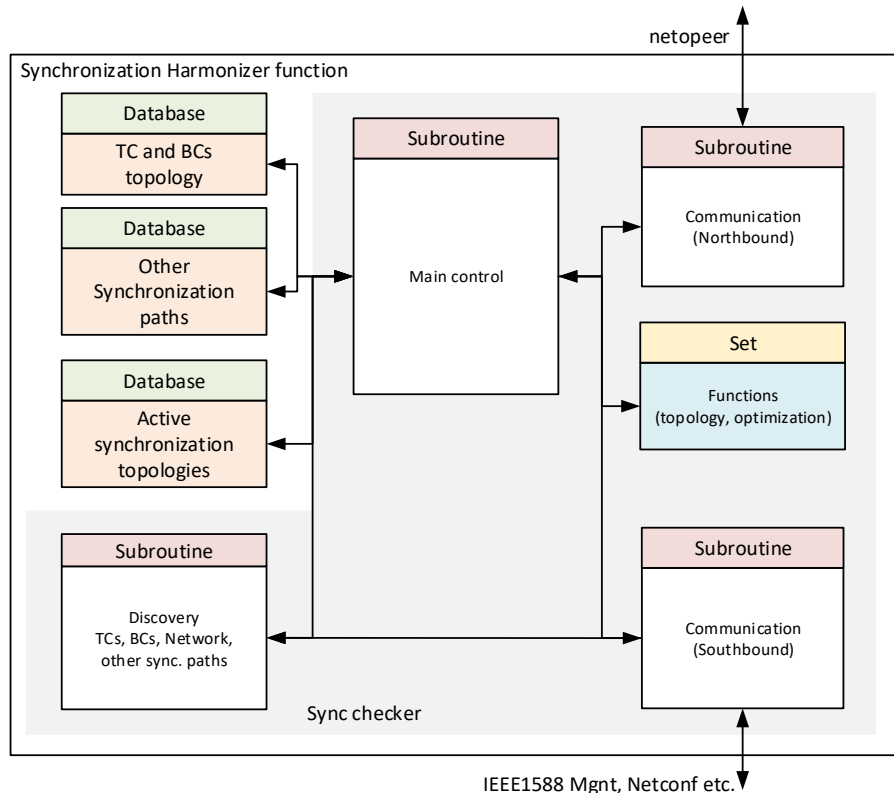 netopeer
Synchronization Harmonizer function
Database
TC and BCs
topology
Database
Other
Synchronization
paths
Database
Active
synchronization
topologies
Subroutine
Main control
Subroutine
Communication
(Northbound)
Set
Functions
(topology, optimization)
Subroutine
Discovery
TCs, BCs, Network,
other sync. paths
Subroutine
Communication
(Southbound)
Sync checker
IEEE1588 Mgnt, Netconf etc.